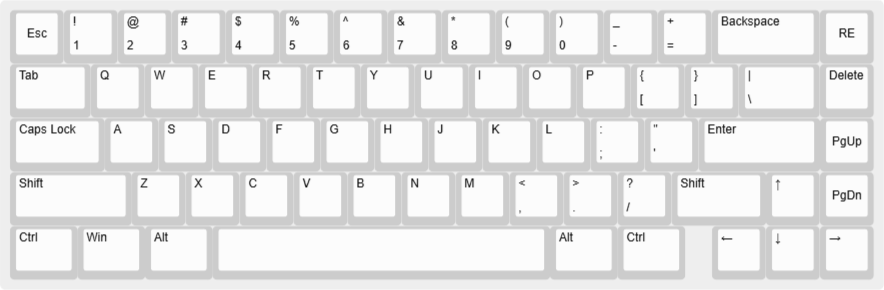 Esc ! 1 @ 2 # 3 $ 4 % 5 ^ 6 & 7 * 8 ( 9 ) 0 _ - + = Backspace RE
Tab Q W E R T Y U I O P { [ } ] | \ Delete
Caps Lock A S D F G H J K L : ; " ' Enter PgUp
Shift Z X C V B N M < , > . ? / Shift ↑ PgDn
Ctrl Win Alt Alt Ctrl ← ↓ →